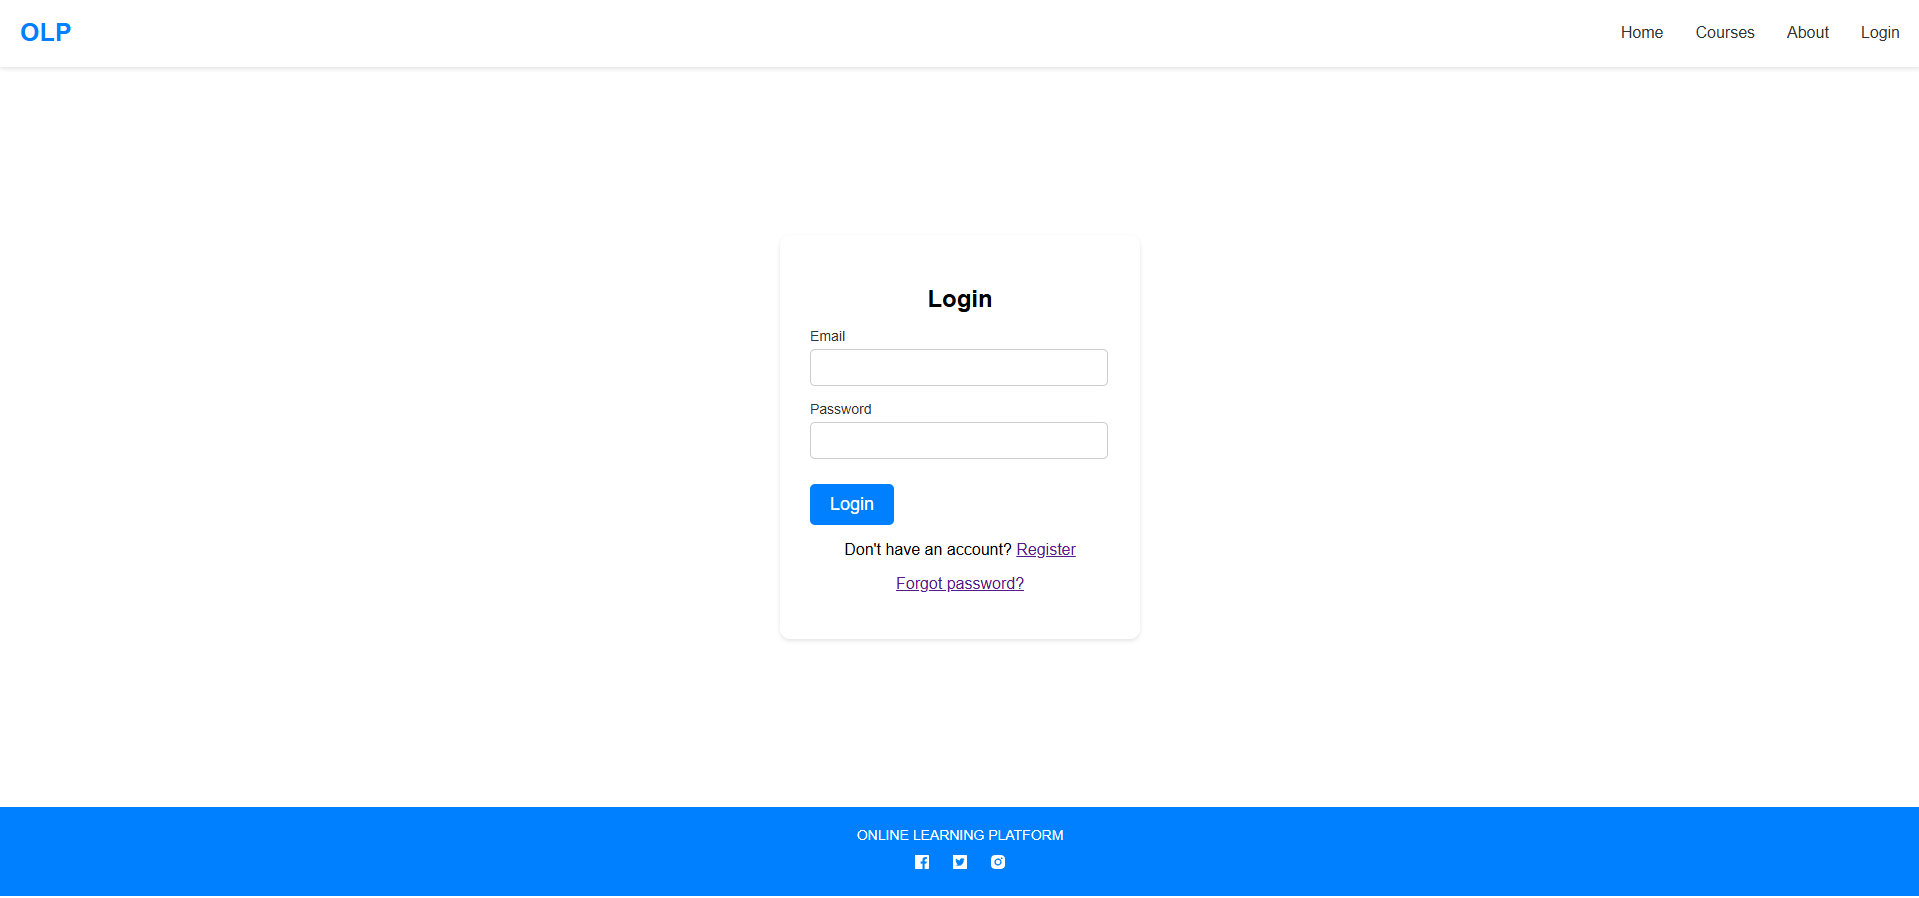 OLP
Home Courses About Login
Login
Email
Password
Login
Don't have an account? Register
Forgot password?
ONLINE LEARNING PLATFORM